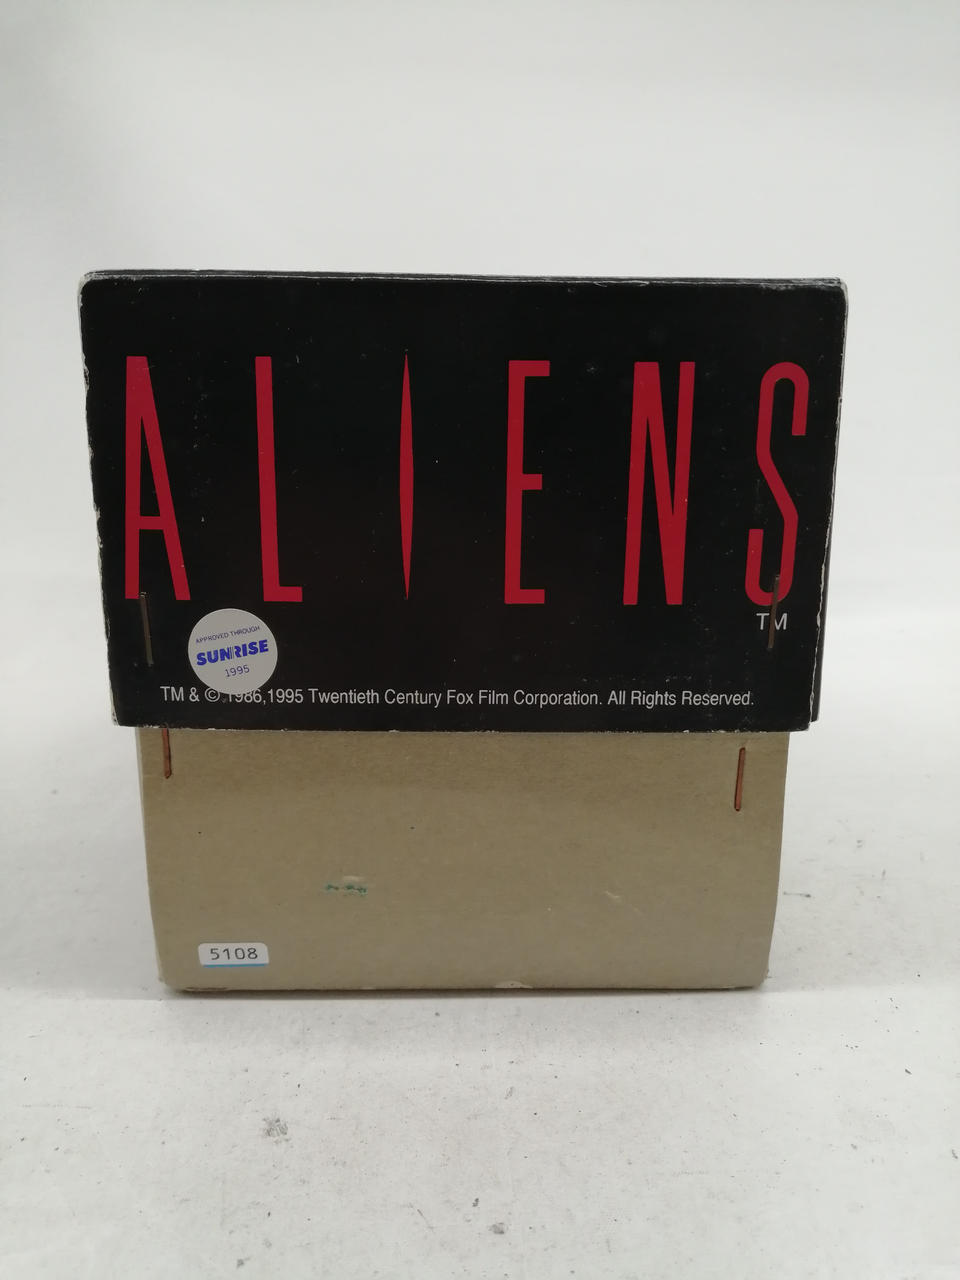 ALIENS
TM
APPROVED THROUGH
SUNRISE
1995
TM & © 1986,1995 Twentieth Century Fox Film Corporation. All Rights Reserved.
5108